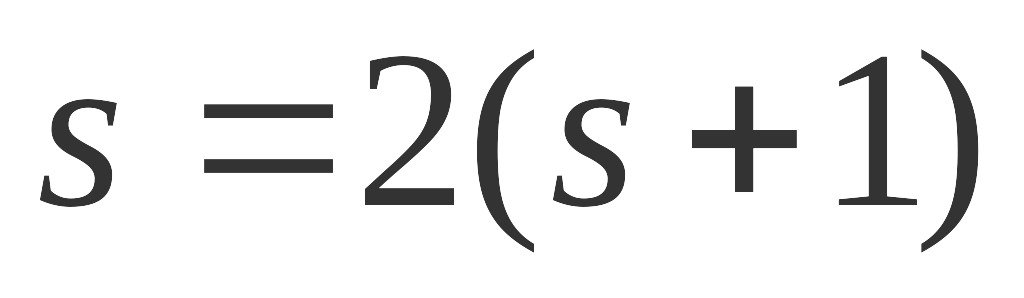 s =2(s +1)